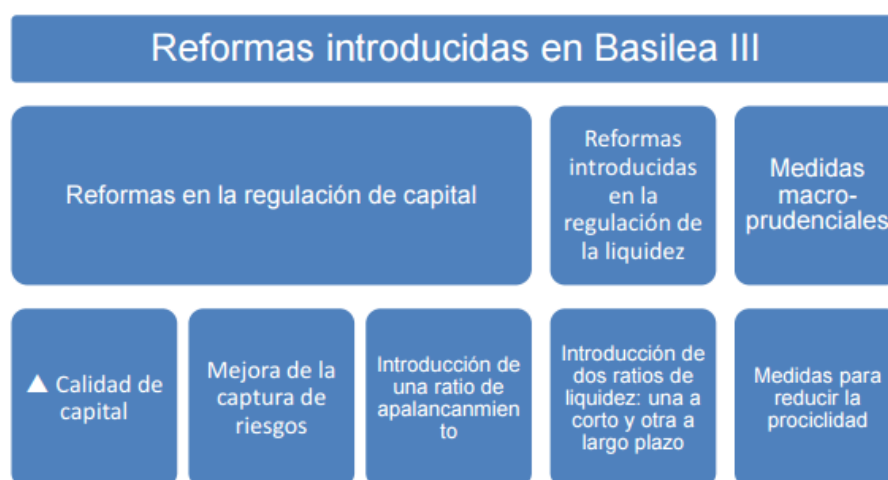 Reformas introducidas en Basilea III
Reformas en la regulación de capital
Reformas
introducidas
en la
regulación de
la liquidez
Medidas
macro-
prudenciales
▲ Calidad de
capital
Mejora de la
captura de
riesgos
Introducción de
una ratio de
apalancanmien
to
Introducción de
dos ratios de
liquidez: una a
corto y otra a
largo plazo
Medidas para
reducir la
prociclidad